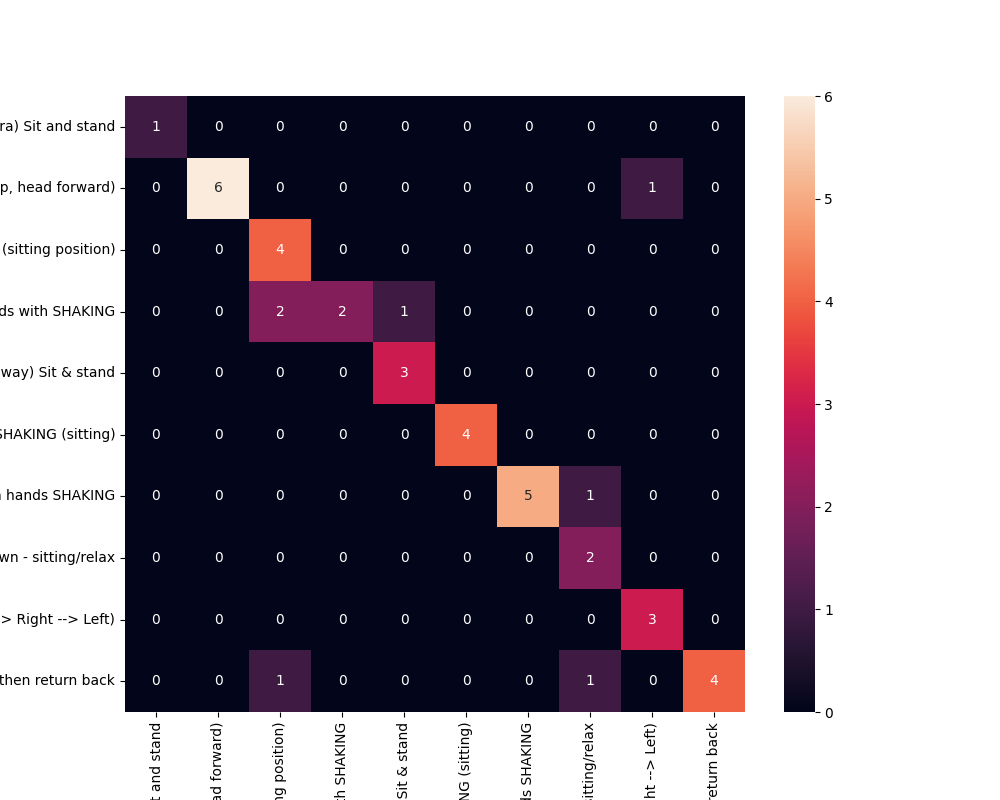 ra) Sit and stand 1 0 0 0 0 0 0 0 0 0
p, head forward) 0 6 0 0 0 0 0 0 1 0
(sitting position) 0 0 4 0 0 0 0 0 0 0
ds with SHAKING 0 0 2 2 1 0 0 0 0 0
way) Sit & stand 0 0 0 0 3 0 0 0 0 0
SHAKING (sitting) 0 0 0 0 0 4 0 0 0 0
hands SHAKING 0 0 0 0 0 0 5 1 0 0
wn - sitting/relax 0 0 0 0 0 0 0 2 0 0
> Right --> Left) 0 0 0 0 0 0 0 0 3 0
then return back 0 0 1 0 0 0 0 1 0 4
t and stand
ad forward)
ng position)
th SHAKING
Sit & stand
NG (sitting)
ds SHAKING
sitting/relax
ht --> Left)
return back
6
5
4
3
2
1
0